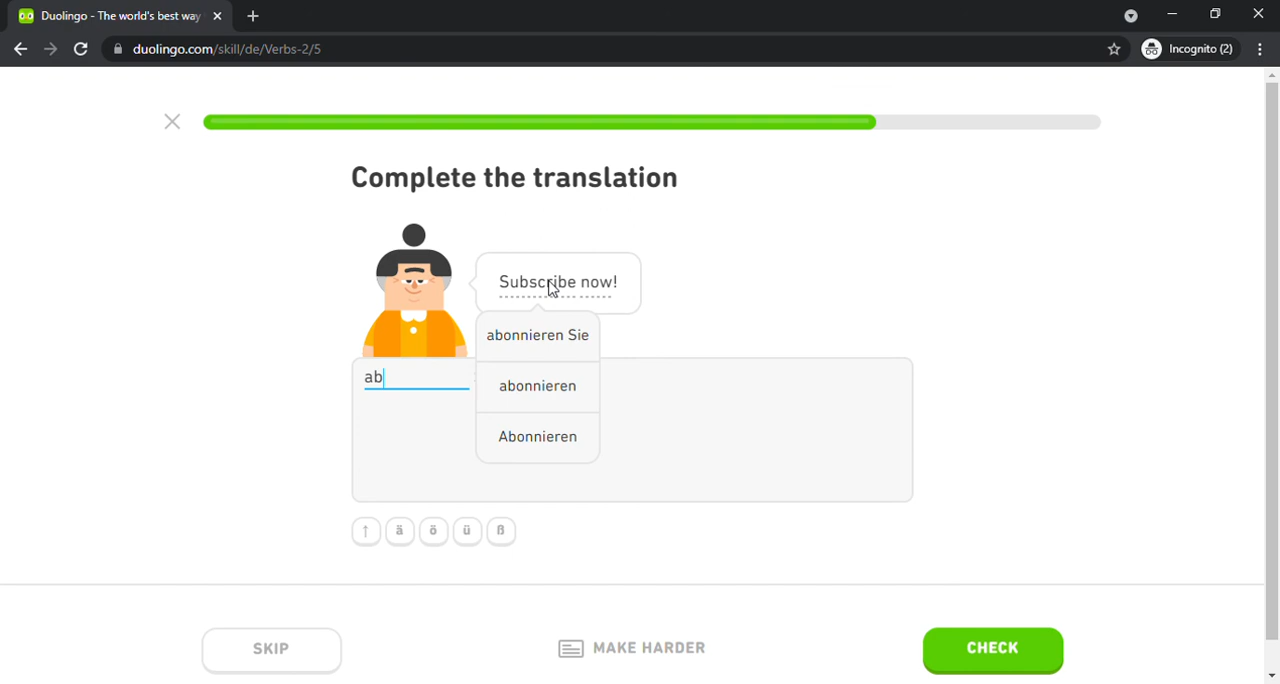 Duolingo - The world's best way
duolingo.com/skill/de/Verbs-2/5
Incognito (2)
Complete the translation
Subscribe now!
abonnieren Sie
ab
abonnieren
Abonnieren
↑ ä ö ü ß
SKIP
MAKE HARDER
CHECK